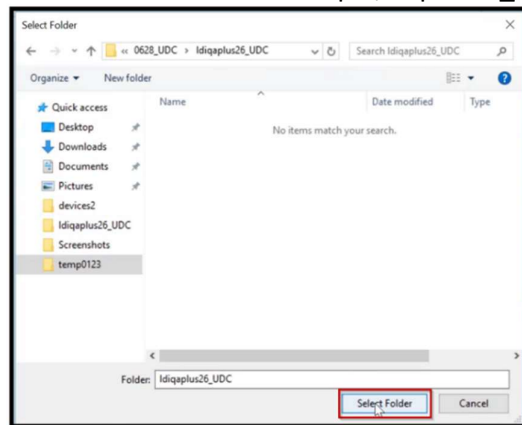 Select Folder
« 0628_UDC > Idiqaplus26_UDC
Search Idiqaplus26_UDC
Organize
New folder
Name
Date modified
Type
Quick access
No items match your search.
Desktop
Downloads
Documents
Pictures
devices2
Idiqaplus26_UDC
Screenshots
temp0123
Folder: Idiqaplus26_UDC
Select Folder
Cancel